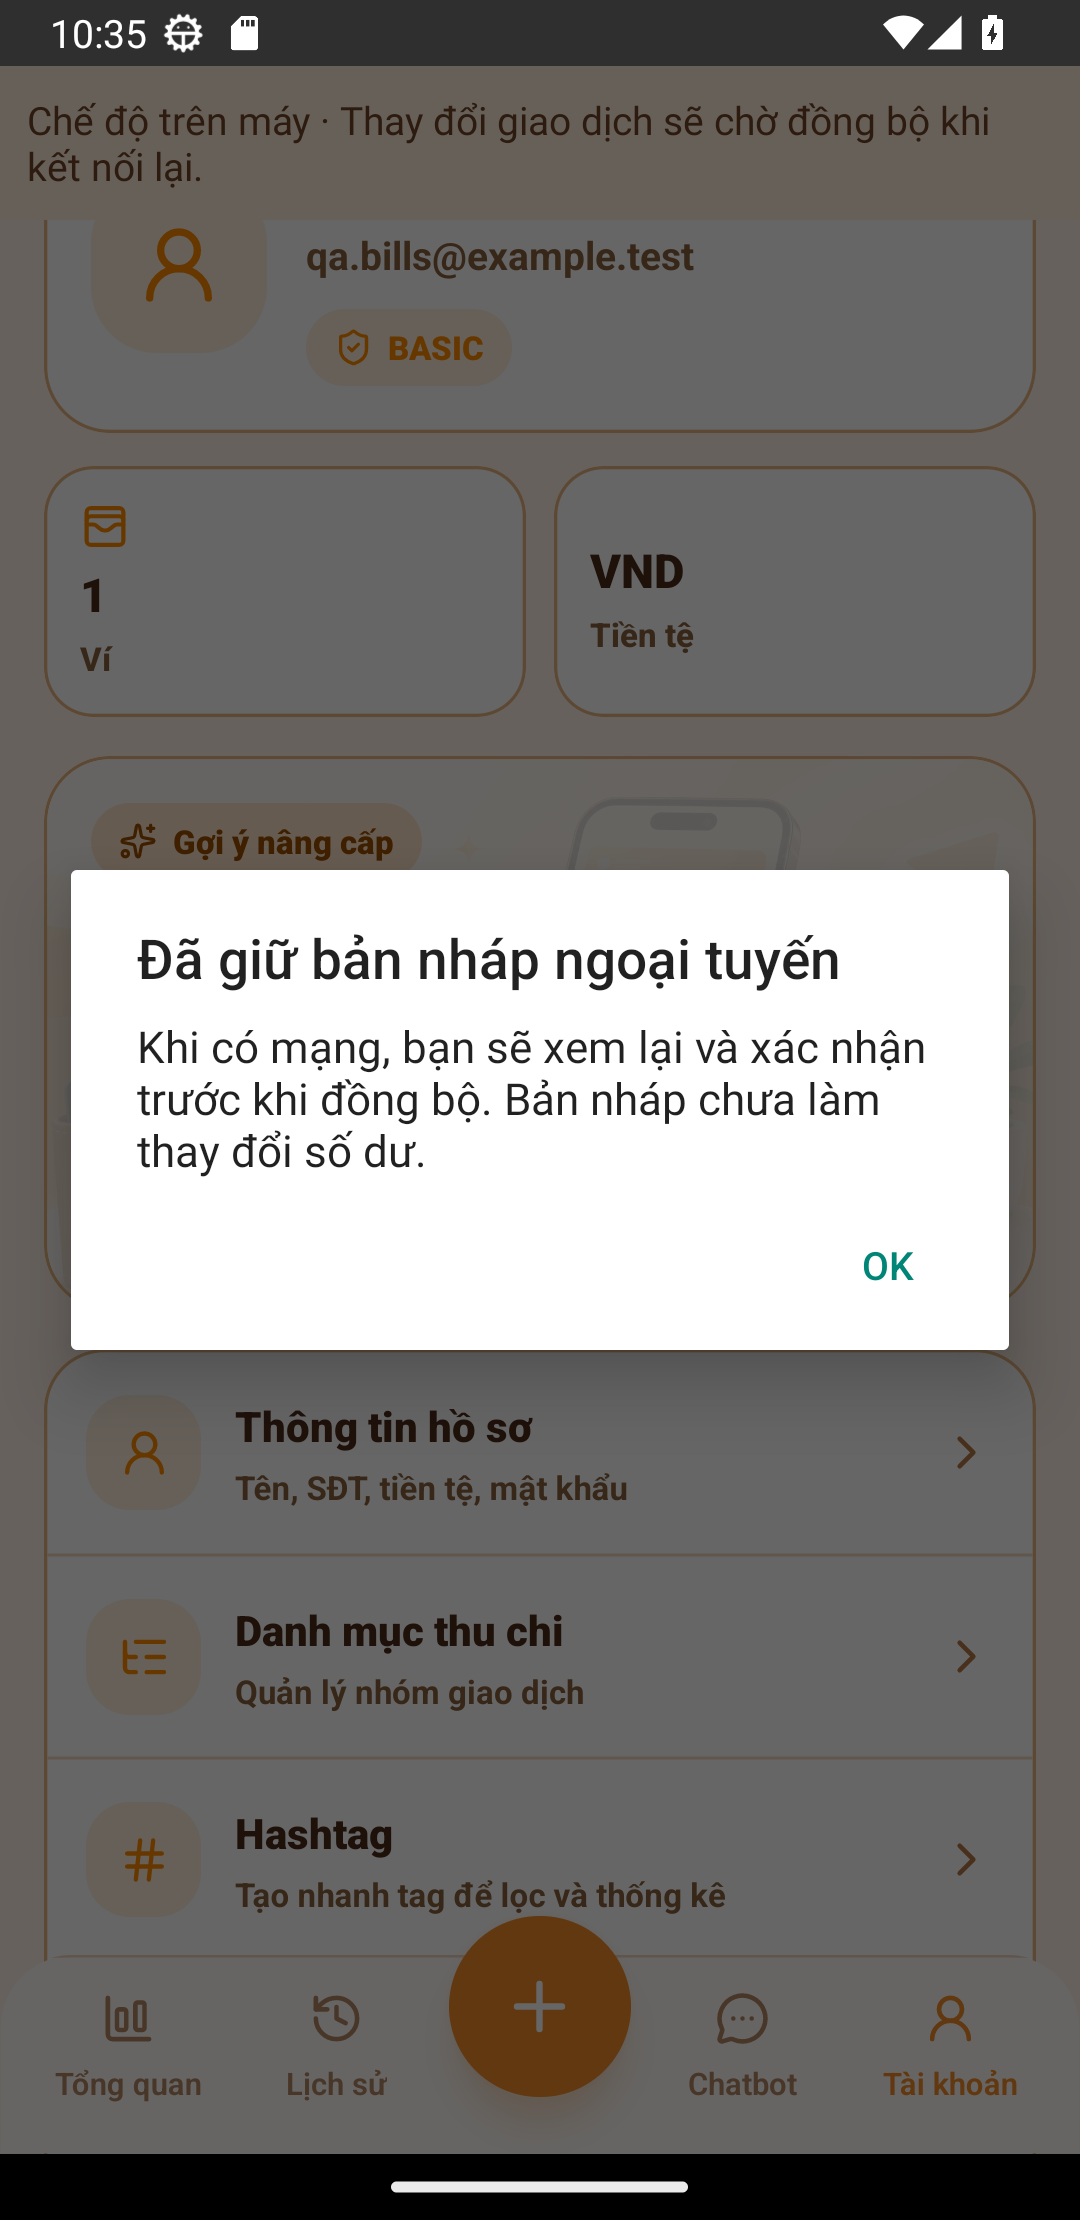 10:35
Chế độ trên máy · Thay đổi giao dịch sẽ chờ đồng bộ khi
kết nối lại.
qa.bills@example.test
BASIC
1
Ví
VND
Tiền tệ
Gợi ý nâng cấp
Đã giữ bản nháp ngoại tuyến
Khi có mạng, bạn sẽ xem lại và xác nhận
trước khi đồng bộ. Bản nháp chưa làm
thay đổi số dư.
OK
Thông tin hồ sơ
Tên, SĐT, tiền tệ, mật khẩu
Danh mục thu chi
Quản lý nhóm giao dịch
Hashtag
Tạo nhanh tag để lọc và thống kê
Tổng quan
Lịch sử
Chatbot
Tài khoản